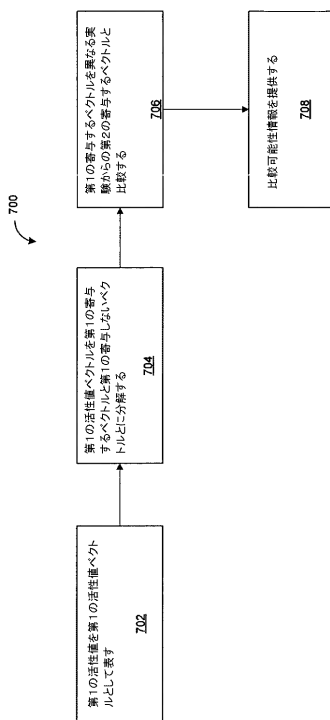 700
第1の活性値を第1の活性値ベクト
ルとして表す
702
第1の活性値ベクトルを第1の寄与
するベクトルと第1の寄与しないベク
トルとに分解する
704
第1の寄与するベクトルを異なる実
験からの第2の寄与するベクトルと
比較する
706
比較可能性情報を提供する
708